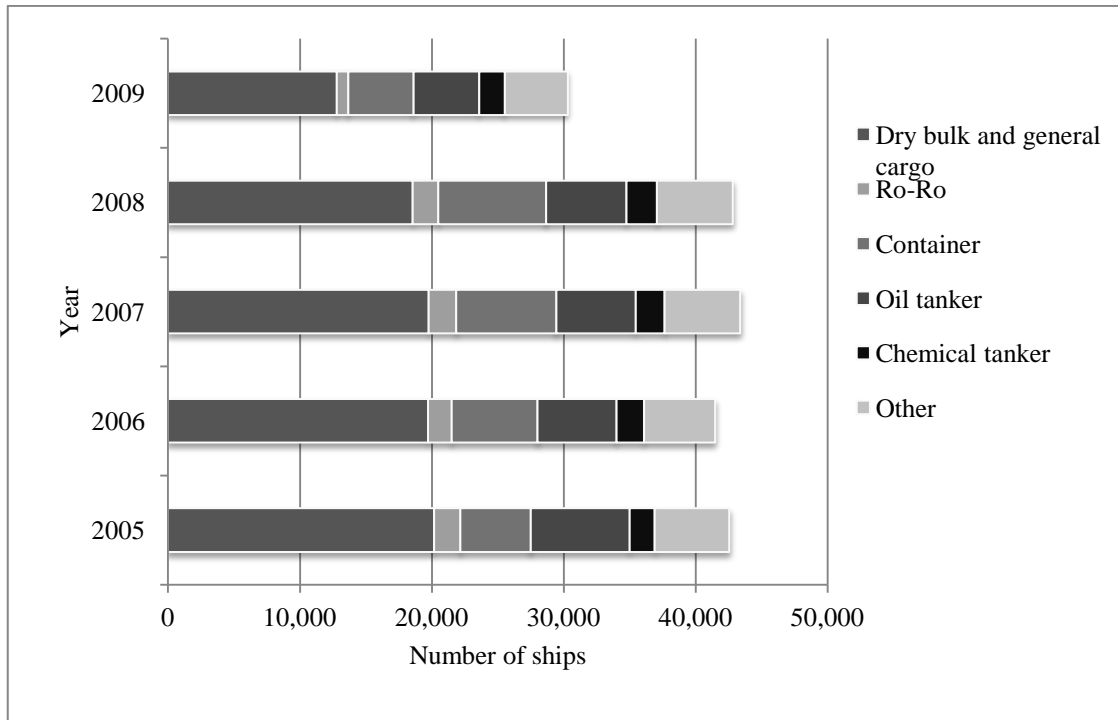 2009
2008
2007
2006
2005
Year
0
10,000
20,000
30,000
40,000
50,000
Number of ships
Dry bulk and general
cargo
Ro-Ro
Container
Oil tanker
Chemical tanker
Other